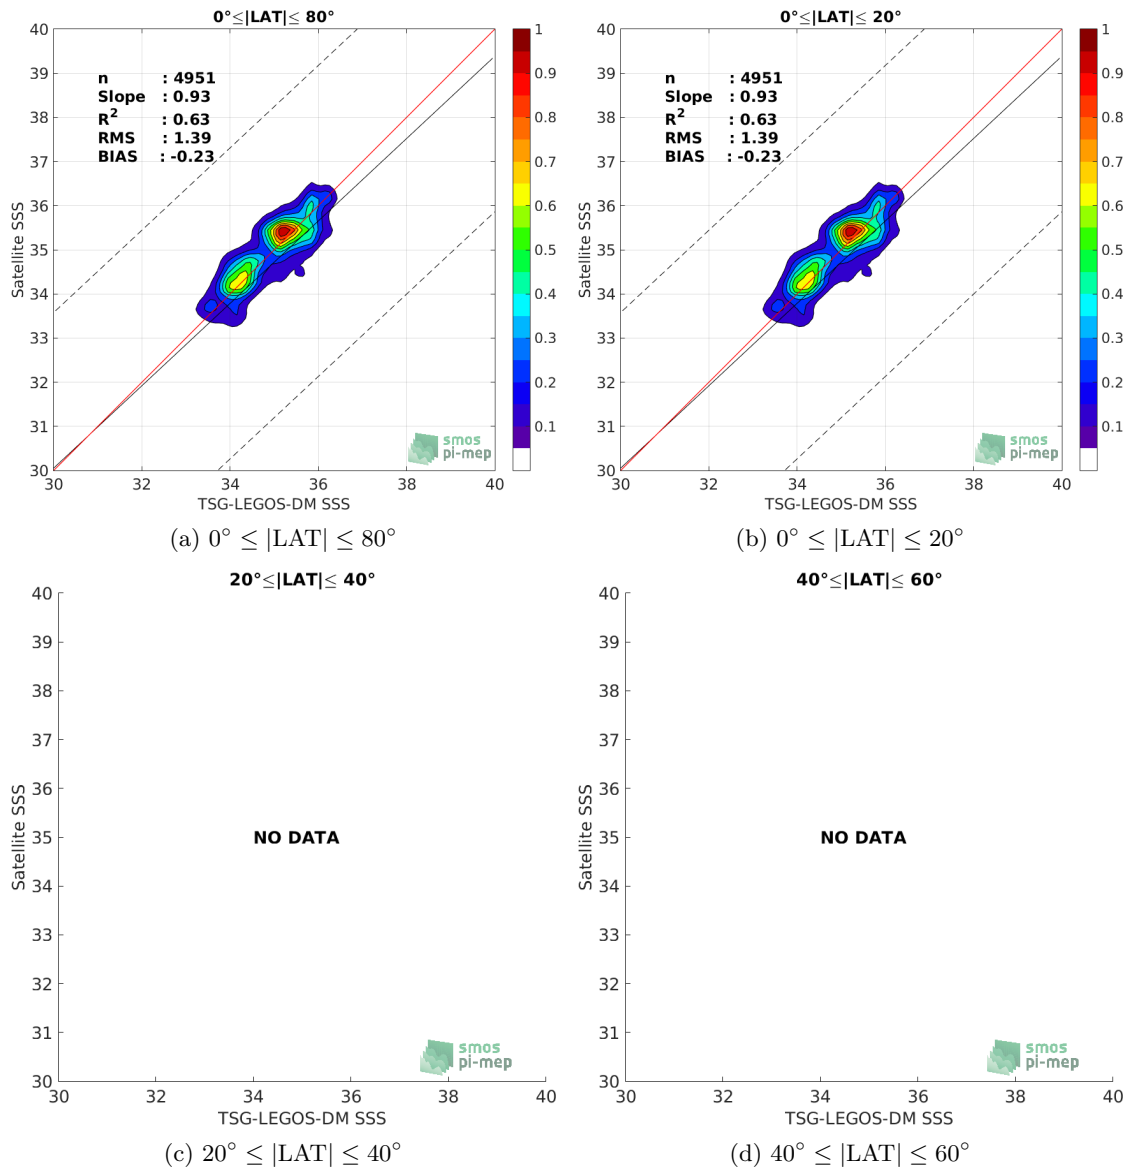 0°≤|LAT|≤ 80°
40
39
38
37
36
35
34
33
32
31
30
Satellite SSS
n : 4951
Slope : 0.93
R² : 0.63
RMS : 1.39
BIAS : -0.23
smos
pi-mep
30 32 34 36 38 40
TSG-LEGOS-DM SSS
1
0.9
0.8
0.7
0.6
0.5
0.4
0.3
0.2
0.1
(a) 0° ≤ |LAT| ≤ 80°
0°≤|LAT|≤ 20°
40
39
38
37
36
35
34
33
32
31
30
Satellite SSS
n : 4951
Slope : 0.93
R² : 0.63
RMS : 1.39
BIAS : -0.23
smos
pi-mep
30 32 34 36 38 40
TSG-LEGOS-DM SSS
1
0.9
0.8
0.7
0.6
0.5
0.4
0.3
0.2
0.1
(b) 0° ≤ |LAT| ≤ 20°
20°≤|LAT|≤ 40°
40
39
38
37
36
35
34
33
32
31
30
Satellite SSS
NO DATA
smos
pi-mep
30 32 34 36 38 40
TSG-LEGOS-DM SSS
(c) 20° ≤ |LAT| ≤ 40°
40°≤|LAT|≤ 60°
40
39
38
37
36
35
34
33
32
31
30
Satellite SSS
NO DATA
smos
pi-mep
30 32 34 36 38 40
TSG-LEGOS-DM SSS
(d) 40° ≤ |LAT| ≤ 60°